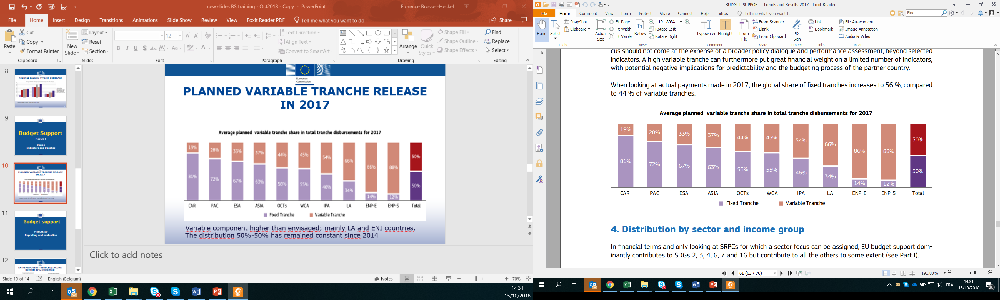 new slides BS training - Oct2018 - Copy - PowerPoint
Florence Brosset-Heckel
File
Home
Insert
Design
Transitions
Animations
Slide Show
Review
View
Foxit Reader PDF
Tell me what you want to do
Share
Paste
Cut
Copy
Format Painter
Clipboard
New
Slide
Layout
Reset
Section
Slides
12
Font
Text Direction
Align Text
Convert to SmartArt
Paragraph
Arrange
Quick
Styles
Shape Fill
Shape Outline
Shape Effects
Drawing
Find
Replace
Select
Editing
8
AVERAGE RISK BY TYPE OF CONTRACT
9
Budget Support
Module 5
Design
(Indicators and tranches)
10
PLANNED VARIABLE TRANCHE RELEASE
IN 2017
11
Budget support
Module 10
Reporting and evaluation
12
EXTREME POVERTY REDUCED; INCOME
BOTTOM 40% INCREASED
European
Commission
PLANNED VARIABLE TRANCHE RELEASE
IN 2017
Average planned variable tranche share in total tranche disbursements for 2017
19% 28% 33% 37% 44% 45% 54% 66% 86% 88% 50%
81% 72% 67% 63% 56% 55% 46% 34% 14% 12% 50%
CAR PAC ESA ASIA OCTs WCA IPA LA ENP-E ENP-S Total
Fixed Tranche Variable Tranche
Variable component higher than envisaged; mainly LA and ENI countries.
The distribution 50%-50% has remained constant since 2014
Click to add notes
Slide 10 of 14
English (Belgium)
Notes
70%
14:31
15/10/2018
BUDGET SUPPORT. Trends and Results 2017 - Foxit Reader
File
Home
Comment
View
Form
Protect
Share
Connect
Help
Extras
Tell me what you want tc
Find
Hand
Select
SnapShot
Clipboard
Tools
Actual
Size
Fit Page
Fit Width
Fit Visible
Reflow
191.80%
Rotate Left
Rotate Right
View
Typewriter
Highlight
Comment
From
File
From Scanner
Blank
From Clipboard
Create
PDF
Sign
Protect
Link
Bookmark
Links
File Attachment
Image Annotation
Audio & Video
Insert
cus should not come at the expense of a broader policy dialogue and performance assessment, beyond selected
indicators. A high variable tranche can furthermore put great financial weight on a limited number of indicators,
with potential negative implications for predictability and the budgeting process of the partner country.
When looking at actual payments made in 2017, the global share of fixed tranches increases to 56 %, compared
to 44 % of variable tranches.
Average planned variable tranche share in total tranche disbursements for 2017
19% 28% 33% 37% 44% 45% 54% 66% 86% 88% 50%
81% 72% 67% 63% 56% 55% 46% 34% 14% 12% 50%
CAR PAC ESA ASIA OCTs WCA IPA LA ENP-E ENP-S Total
Fixed Tranche Variable Tranche
4. Distribution by sector and income group
In financial terms and only looking at SRPCs for which a sector focus can be assigned, EU budget support dom-
inantly contributes to SDGs 2, 3, 4, 6, 7 and 16 but contribute to all the others to some extent (see Part I).
61 (63 / 76)
191.80%
FRA
14:31
15/10/2018
28